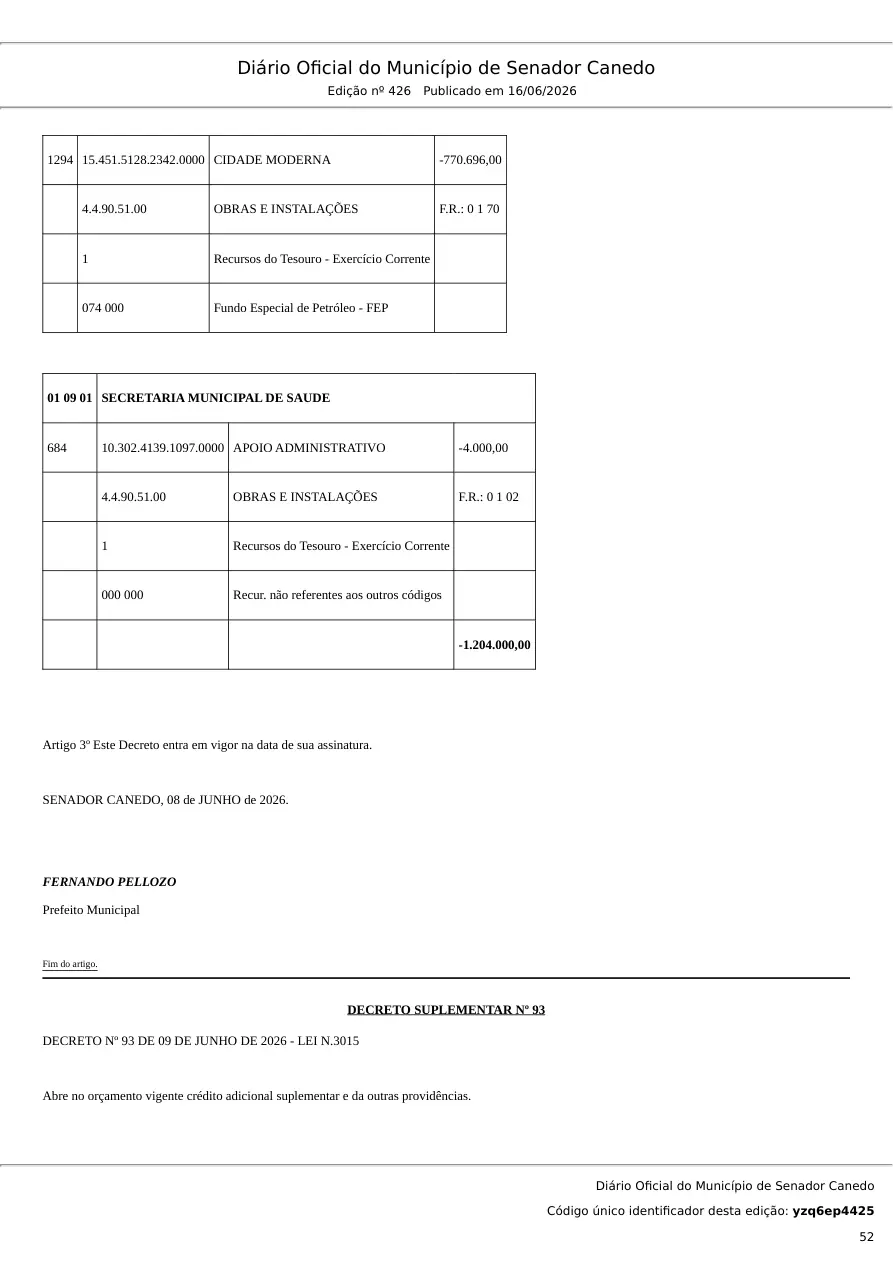 Diário Oficial do Município de Senador Canedo
Edição nº 426 Publicado em 16/06/2026
1294 15.451.5128.2342.0000 CIDADE MODERNA -770.696,00
4.4.90.51.00 OBRAS E INSTALAÇÕES F.R.: 0 1 70
1 Recursos do Tesouro - Exercício Corrente
074 000 Fundo Especial de Petróleo - FEP
01 09 01 SECRETARIA MUNICIPAL DE SAUDE
684 10.302.4139.1097.0000 APOIO ADMINISTRATIVO -4.000,00
4.4.90.51.00 OBRAS E INSTALAÇÕES F.R.: 0 1 02
1 Recursos do Tesouro - Exercício Corrente
000 000 Recur. não referentes aos outros códigos
-1.204.000,00
Artigo 3º Este Decreto entra em vigor na data de sua assinatura.
SENADOR CANEDO, 08 de JUNHO de 2026.
FERNANDO PELLOZO
Prefeito Municipal
Fim do artigo.
DECRETO SUPLEMENTAR Nº 93
DECRETO Nº 93 DE 09 DE JUNHO DE 2026 - LEI N.3015
Abre no orçamento vigente crédito adicional suplementar e da outras providências.
Diário Oficial do Município de Senador Canedo
Código único identificador desta edição: yzq6ep4425
52